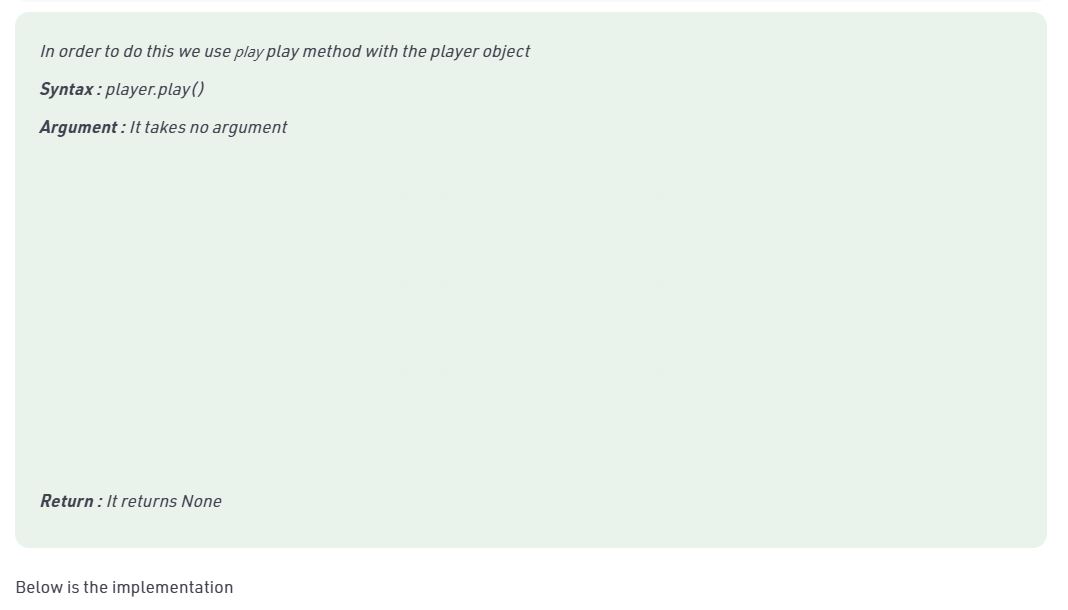 In order to do this we use play play method with the player object
Syntax : player.play()
Argument : It takes no argument
Return : It returns None
Below is the implementation